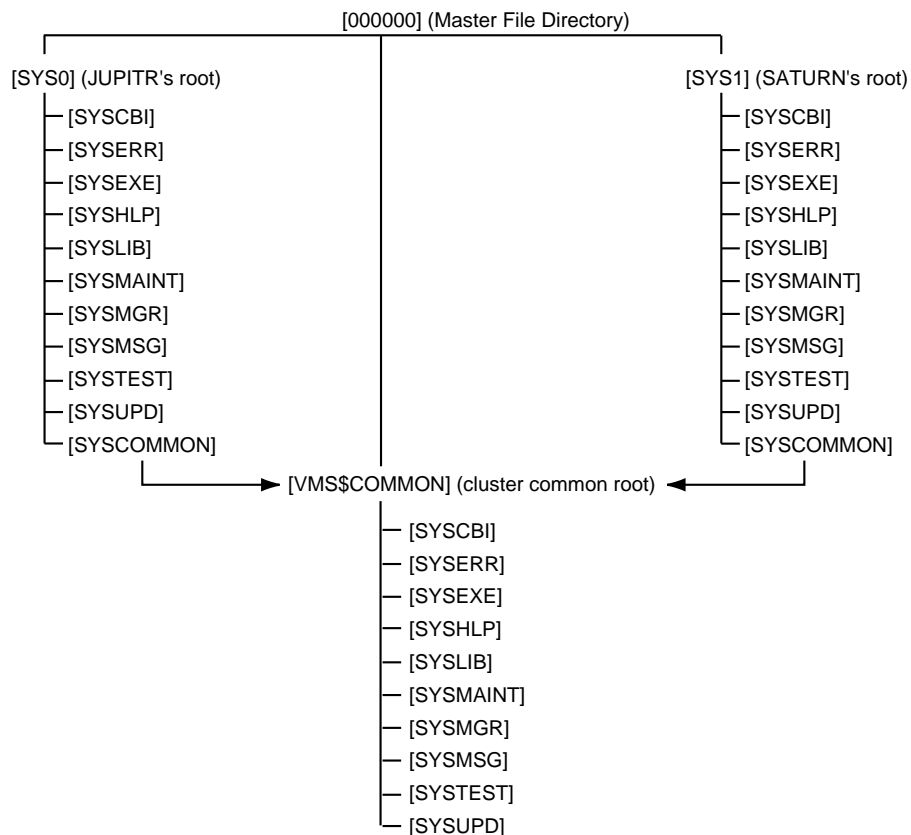 [000000] (Master File Directory)
[SYS0] (JUPITR's root)
[SYSCBI]
[SYSERR]
[SYSEXE]
[SYSHLP]
[SYSLIB]
[SYSMAINT]
[SYSMGR]
[SYSMSG]
[SYSTEST]
[SYSUPD]
[SYSCOMMON]
[SYS1] (SATURN's root)
[SYSCBI]
[SYSERR]
[SYSEXE]
[SYSHLP]
[SYSLIB]
[SYSMAINT]
[SYSMGR]
[SYSMSG]
[SYSTEST]
[SYSUPD]
[SYSCOMMON]
[VMS$COMMON] (cluster common root)
[SYSCBI]
[SYSERR]
[SYSEXE]
[SYSHLP]
[SYSLIB]
[SYSMAINT]
[SYSMGR]
[SYSMSG]
[SYSTEST]
[SYSUPD]